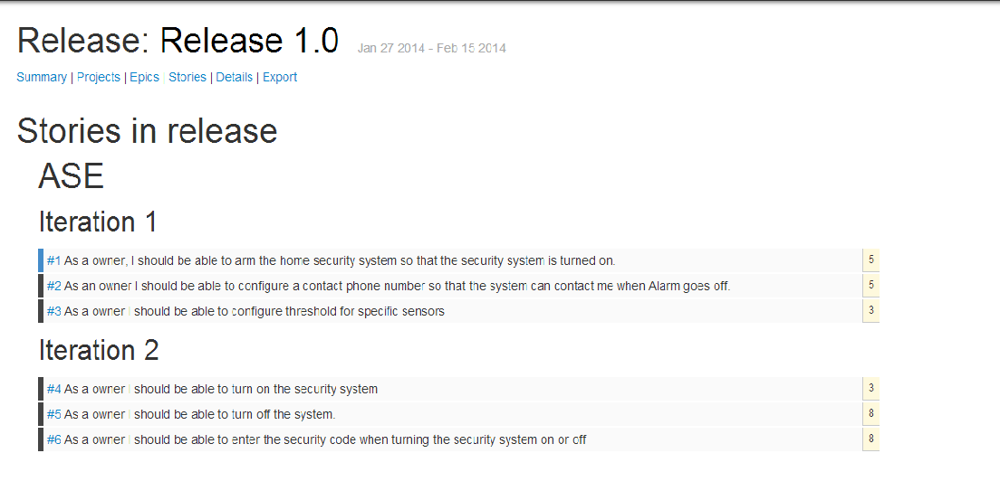 Release: Release 1.0 Jan 27 2014 - Feb 15 2014
Summary | Projects | Epics | Stories | Details | Export
Stories in release
ASE
Iteration 1
#1 As a owner, I should be able to arm the home security system so that the security system is turned on. 5
#2 As an owner I should be able to configure a contact phone number so that the system can contact me when Alarm goes off. 5
#3 As a owner I should be able to configure threshold for specific sensors 3
Iteration 2
#4 As a owner I should be able to turn on the security system 3
#5 As a owner I should be able to turn off the system. 8
#6 As a owner I should be able to enter the security code when turning the security system on or off 8